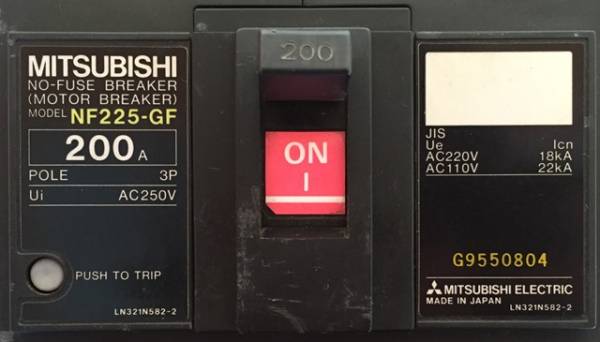 MITSUBISHI
NO-FUSE BREAKER
(MOTOR BREAKER)
MODEL NF225-GF
200 A
POLE 3P
Ui AC250V
PUSH TO TRIP
LN321N582-2
200
ON
I
JIS
Ue Icn
AC220V 18kA
AC110V 22kA
G9550804
MITSUBISHI ELECTRIC
MADE IN JAPAN LN321N582-2